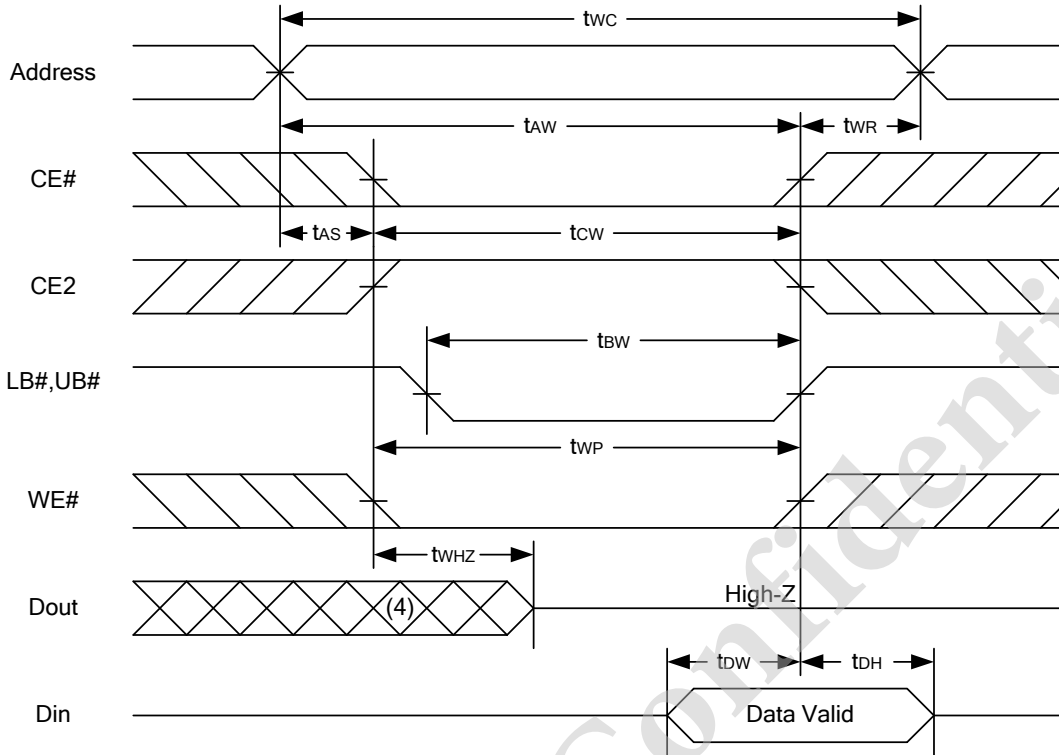 tWC
Address
tAW
tWR
CE#
tAS
tCW
CE2
tBW
LB#,UB#
tWP
WE#
tWHZ
Dout
(4)
High-Z
tDW
tDH
Din
Data Valid
Confidenti